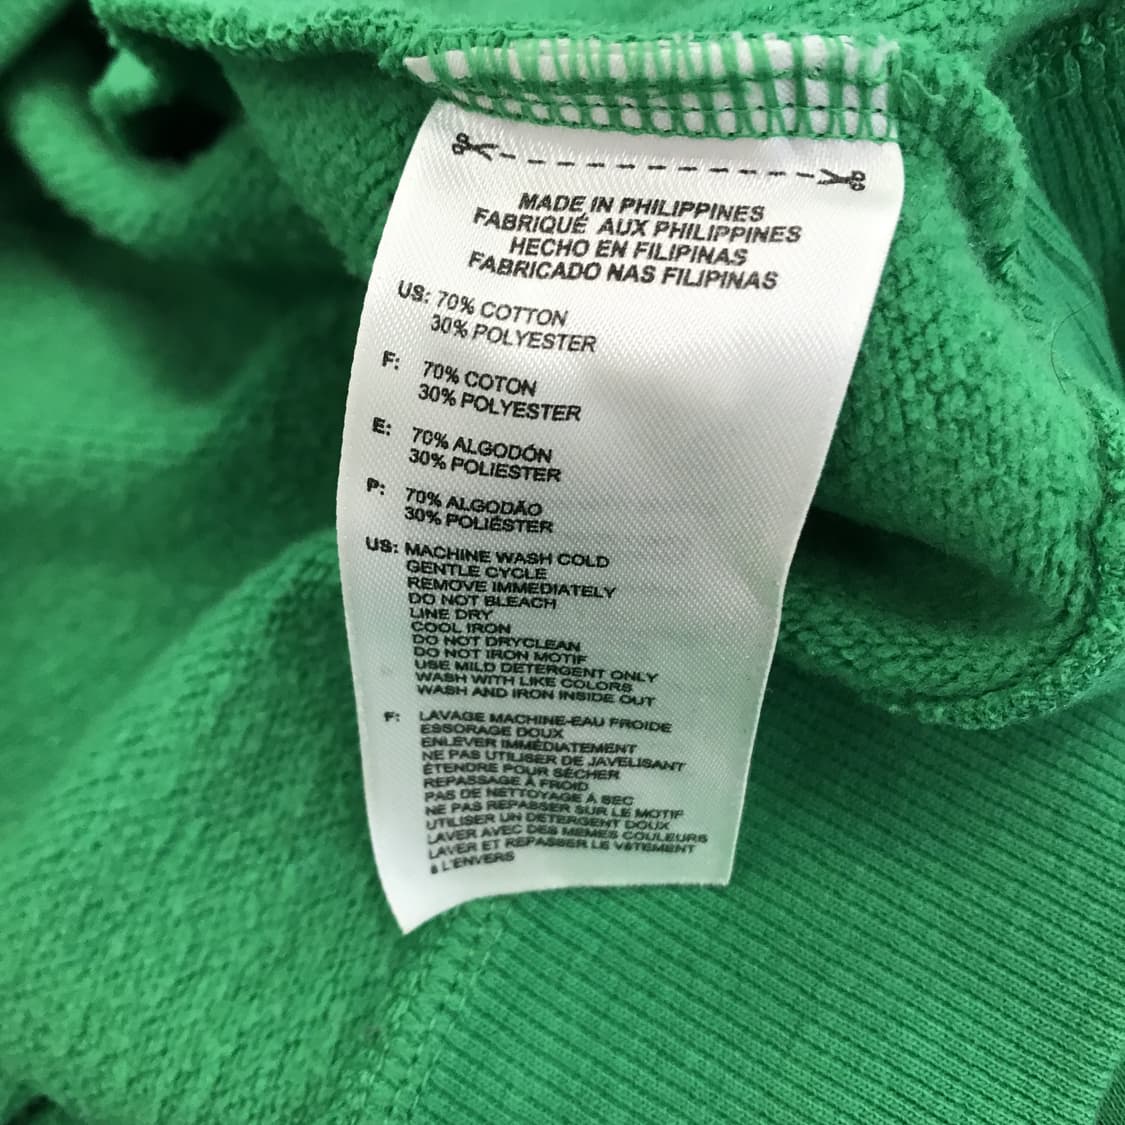 MADE IN PHILIPPINES
FABRIQUÉ AUX PHILIPPINES
HECHO EN FILIPINAS
FABRICADO NAS FILIPINAS
US: 70% COTTON
30% POLYESTER
F: 70% COTON
30% POLYESTER
E: 70% ALGODÓN
30% POLIESTER
P: 70% ALGODÃO
30% POLIÉSTER
US: MACHINE WASH COLD
GENTLE CYCLE
REMOVE IMMEDIATELY
DO NOT BLEACH
LINE DRY
COOL IRON
DO NOT DRYCLEAN
DO NOT IRON MOTIF
USE MILD DETERGENT ONLY
WASH WITH LIKE COLORS
WASH AND IRON INSIDE OUT
F: LAVAGE MACHINE-EAU FROIDE
ESSORAGE DOUX
ENLEVER IMMÉDIATEMENT
NE PAS UTILISER DE JAVELISANT
ÉTENDRE POUR SÉCHER
REPASSAGE À FROID
PAS DE NETTOYAGE À SEC
NE PAS REPASSER SUR LE MOTIF
UTILISER UN DETERGENT DOUX
LAVER AVEC DES MEMES COULEURS
LAVER ET REPASSER LE VÊTEMENT
À L'ENVERS